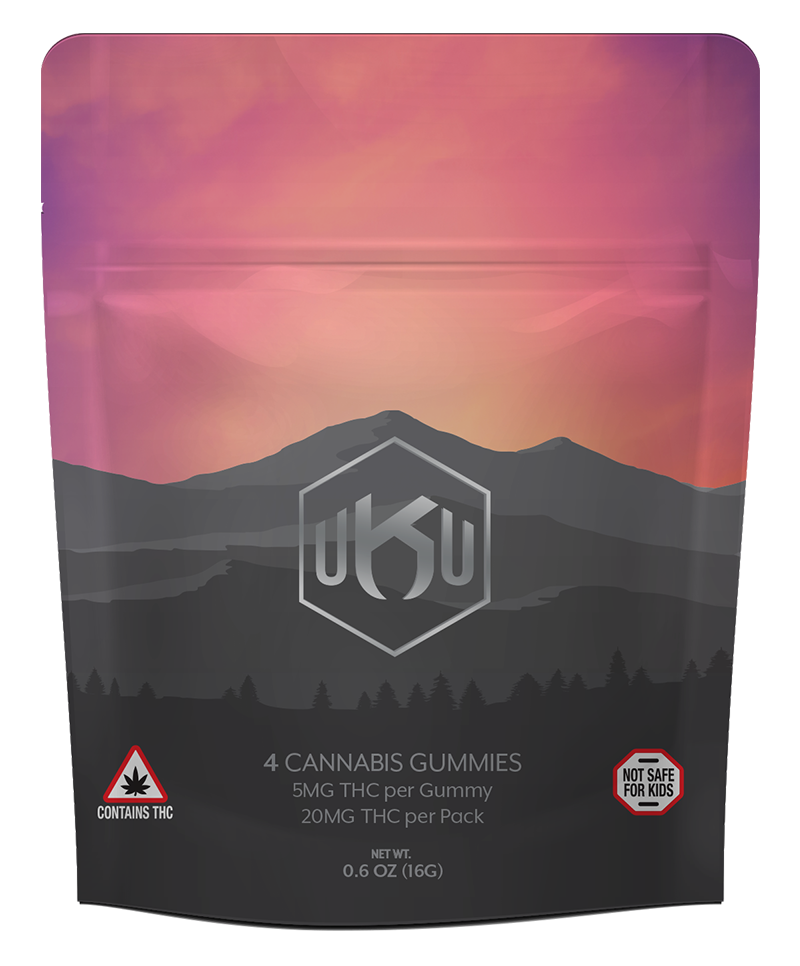 UKU
4 CANNABIS GUMMIES
5MG THC per Gummy
20MG THC per Pack
NET WT.
0.6 OZ (16G)
CONTAINS THC
NOT SAFE
FOR KIDS